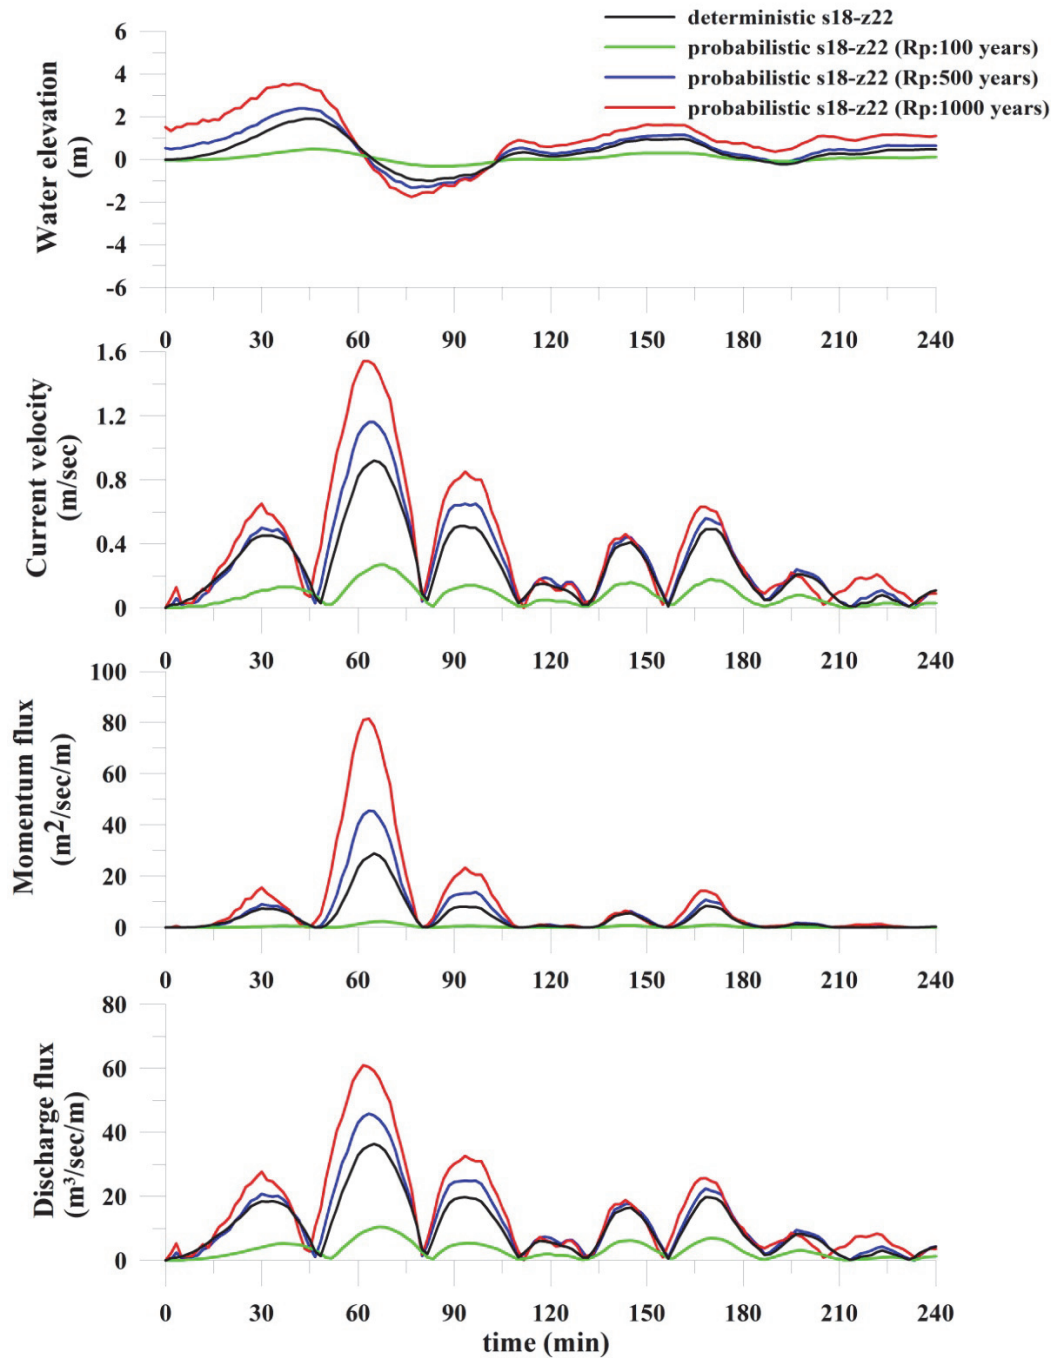 deterministic s18-z22
probabilistic s18-z22 (Rp:100 years)
probabilistic s18-z22 (Rp:500 years)
probabilistic s18-z22 (Rp:1000 years)
Water elevation
(m)
6
4
2
0
-2
-4
-6
0 30 60 90 120 150 180 210 240
Current velocity
(m/sec)
1.6
1.2
0.8
0.4
0
0 30 60 90 120 150 180 210 240
Momentum flux
(m2/sec/m)
100
80
60
40
20
0
0 30 60 90 120 150 180 210 240
Discharge flux
(m³/sec/m)
80
60
40
20
0
0 30 60 90 120 150 180 210 240
time (min)